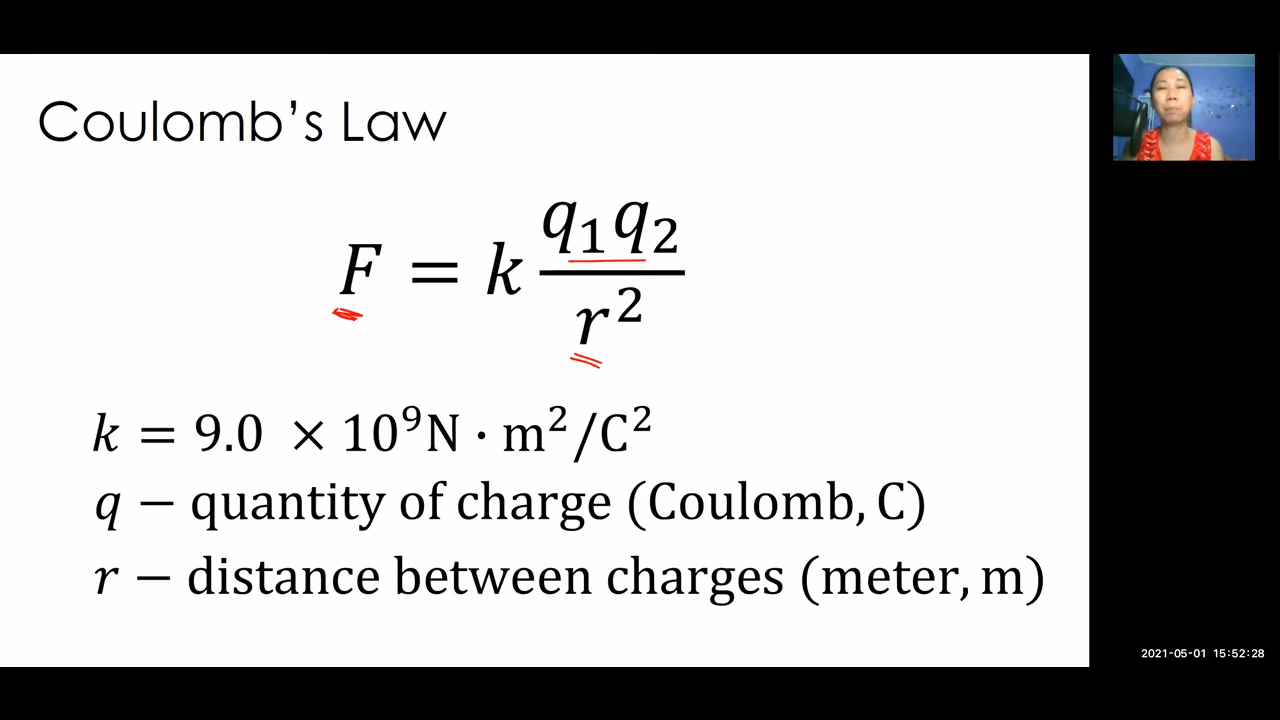 Coulomb's Law
F = k q₁q₂ / r²
k = 9.0 × 10⁹ N · m²/C²
q − quantity of charge (Coulomb, C)
r − distance between charges (meter, m)
2021-05-01 15:52:28